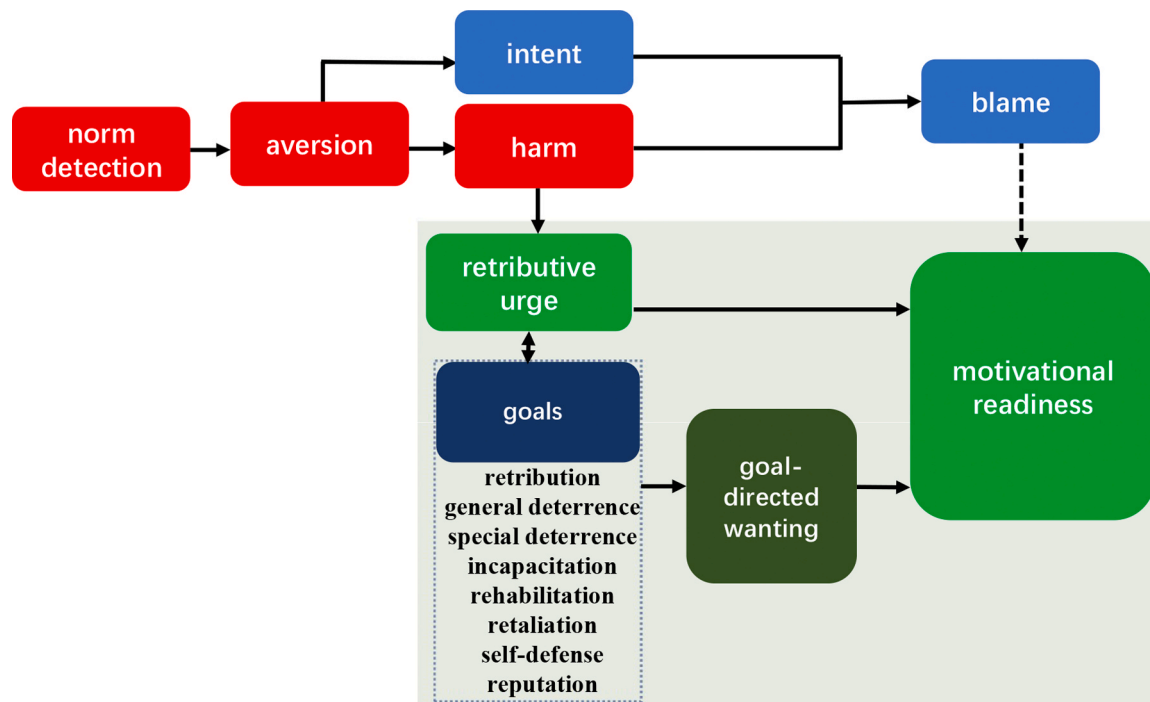 intent
blame
norm
detection
aversion
harm
retributive
urge
motivational
readiness
goals
goal-
directed
wanting
retribution
general deterrence
special deterrence
incapacitation
rehabilitation
retaliation
self-defense
reputation